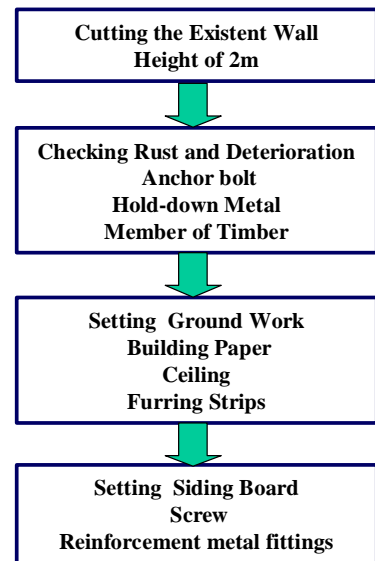 Cutting the Existent Wall
Height of 2m
Checking Rust and Deterioration
Anchor bolt
Hold-down Metal
Member of Timber
Setting Ground Work
Building Paper
Ceiling
Furring Strips
Setting Siding Board
Screw
Reinforcement metal fittings